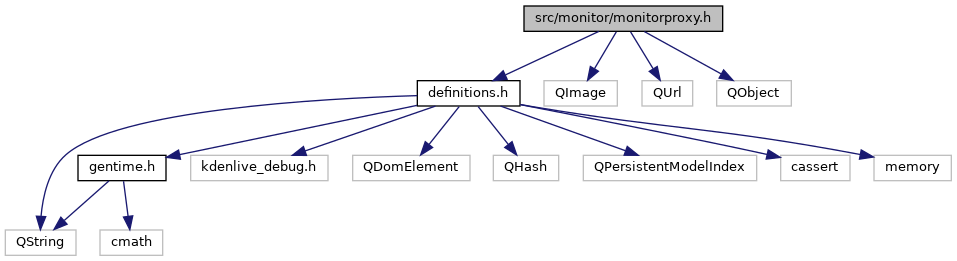 src/monitor/monitorproxy.h
definitions.h
QImage
QUrl
QObject
gentime.h
kdenlive_debug.h
QDomElement
QHash
QPersistentModelIndex
cassert
memory
QString
cmath